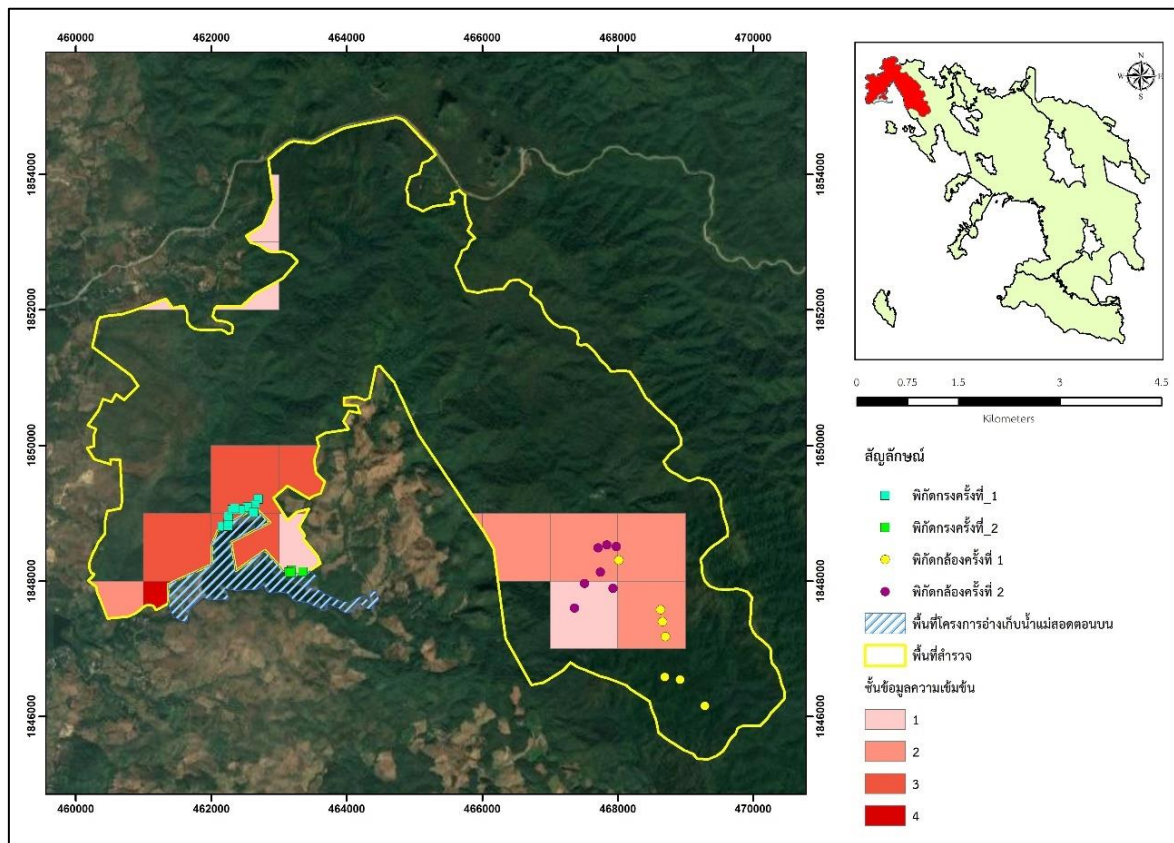 460000 462000 464000 466000 468000 470000
1854000 1854000
1852000 1852000
1850000 1850000
1848000 1848000
1846000 1846000
460000 462000 464000 466000 468000 470000
N
W E
S
0 0.75 1.5 3 4.5
Kilometers
สัญลักษณ์
พิกัดกรงครั้งที่_1
พิกัดกรงครั้งที่_2
พิกัดกล้องครั้งที่ 1
พิกัดกล้องครั้งที่ 2
พื้นที่โครงการอ่างเก็บน้ำแม่สอดตอนบน
พื้นที่สำรวจ
ชั้นข้อมูลความเข้มข้น
1
2
3
4